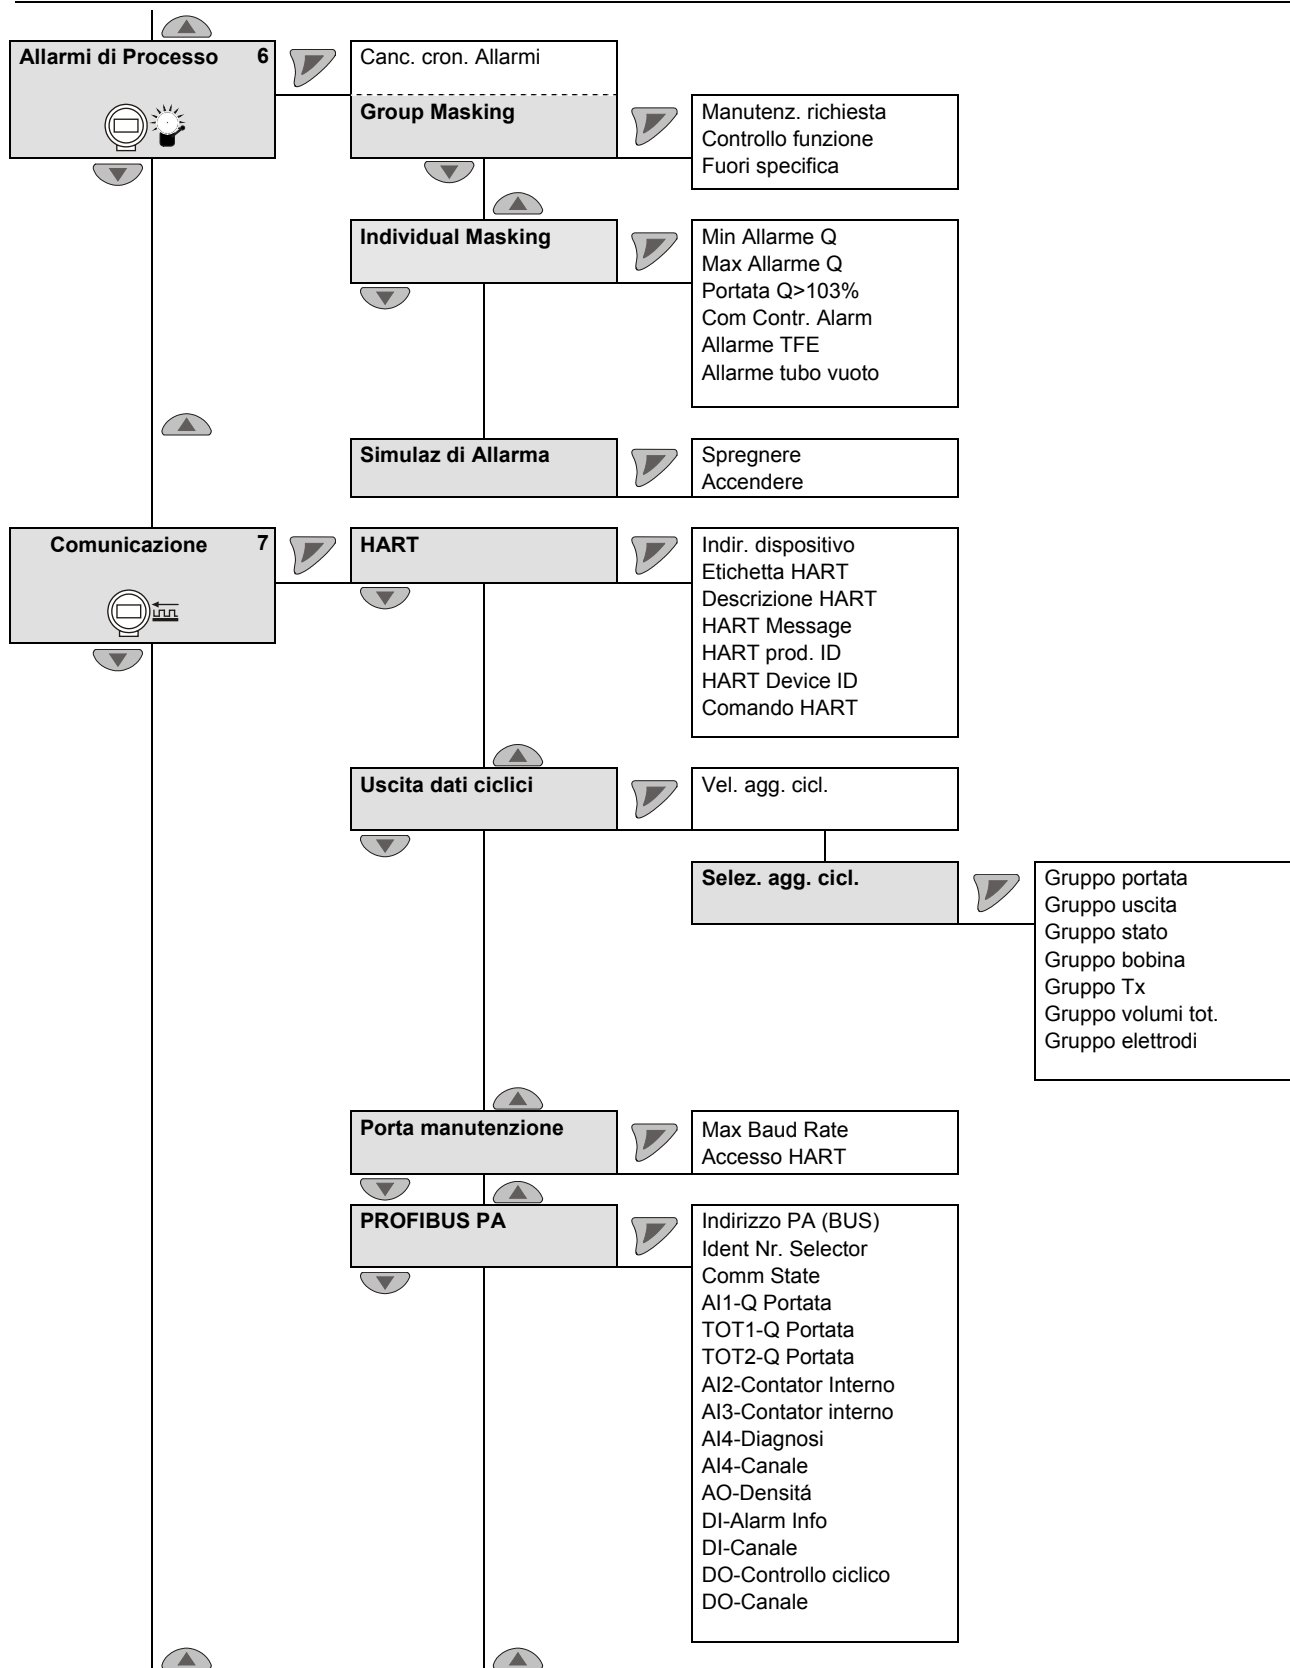 Allarmi di Processo 6
Canc. cron. Allarmi
Group Masking
Manutenz. richiesta
Controllo funzione
Fuori specifica
Individual Masking
Min Allarme Q
Max Allarme Q
Portata Q>103%
Com Contr. Alarm
Allarme TFE
Allarme tubo vuoto
Simulaz di Allarma
Spregnere
Accendere
Comunicazione 7
HART
Indir. dispositivo
Etichetta HART
Descrizione HART
HART Message
HART prod. ID
HART Device ID
Comando HART
Uscita dati ciclici
Vel. agg. cicl.
Selez. agg. cicl.
Gruppo portata
Gruppo uscita
Gruppo stato
Gruppo bobina
Gruppo Tx
Gruppo volumi tot.
Gruppo elettrodi
Porta manutenzione
Max Baud Rate
Accesso HART
PROFIBUS PA
Indirizzo PA (BUS)
Ident Nr. Selector
Comm State
AI1-Q Portata
TOT1-Q Portata
TOT2-Q Portata
AI2-Contator Interno
AI3-Contator interno
AI4-Diagnosi
AI4-Canale
AO-Densitá
DI-Alarm Info
DI-Canale
DO-Controllo ciclico
DO-Canale